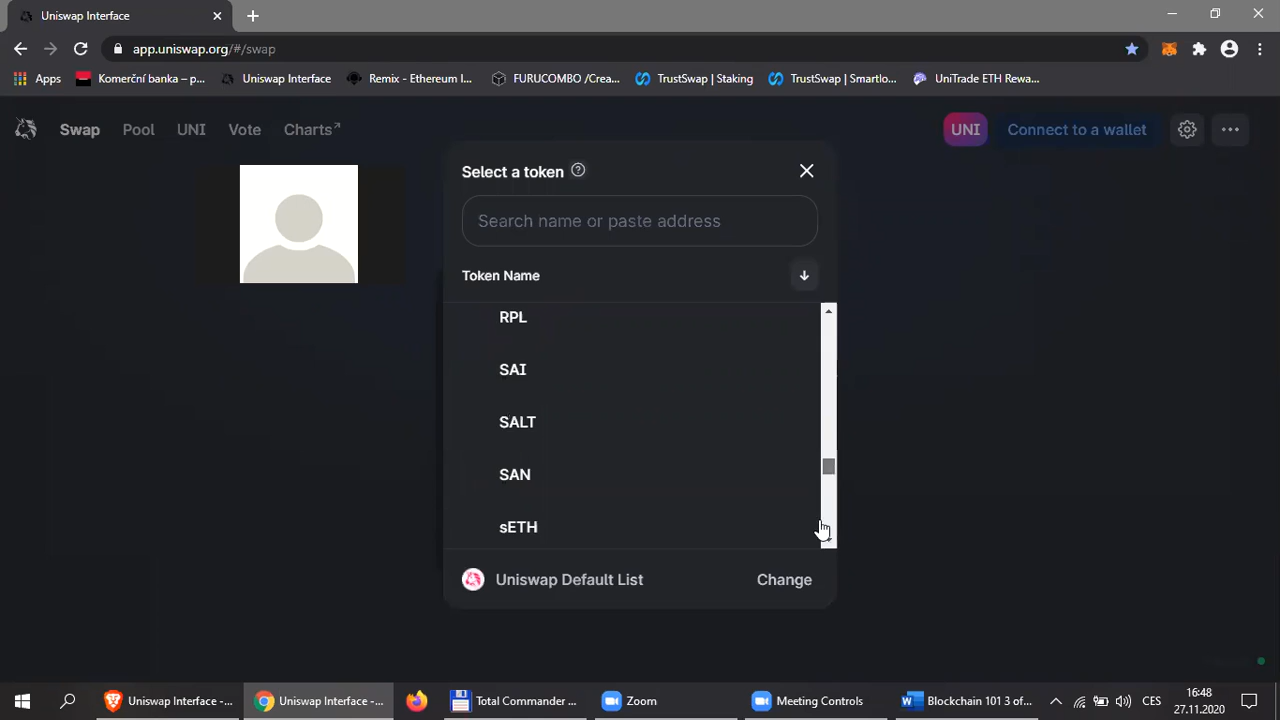 Uniswap Interface
app.uniswap.org/#/swap
Apps Komerční banka – p... Uniswap Interface Remix - Ethereum I... FURUCOMBO /Crea... TrustSwap | Staking TrustSwap | Smartlo... UniTrade ETH Rewa...
Swap Pool UNI Vote Charts↗ UNI Connect to a wallet
Select a token
Search name or paste address
Token Name
RPL
SAI
SALT
SAN
sETH
Uniswap Default List Change
Uniswap Interface -... Uniswap Interface -... Total Commander ... Zoom Meeting Controls Blockchain 101 3 of... CES 16:48
27.11.2020